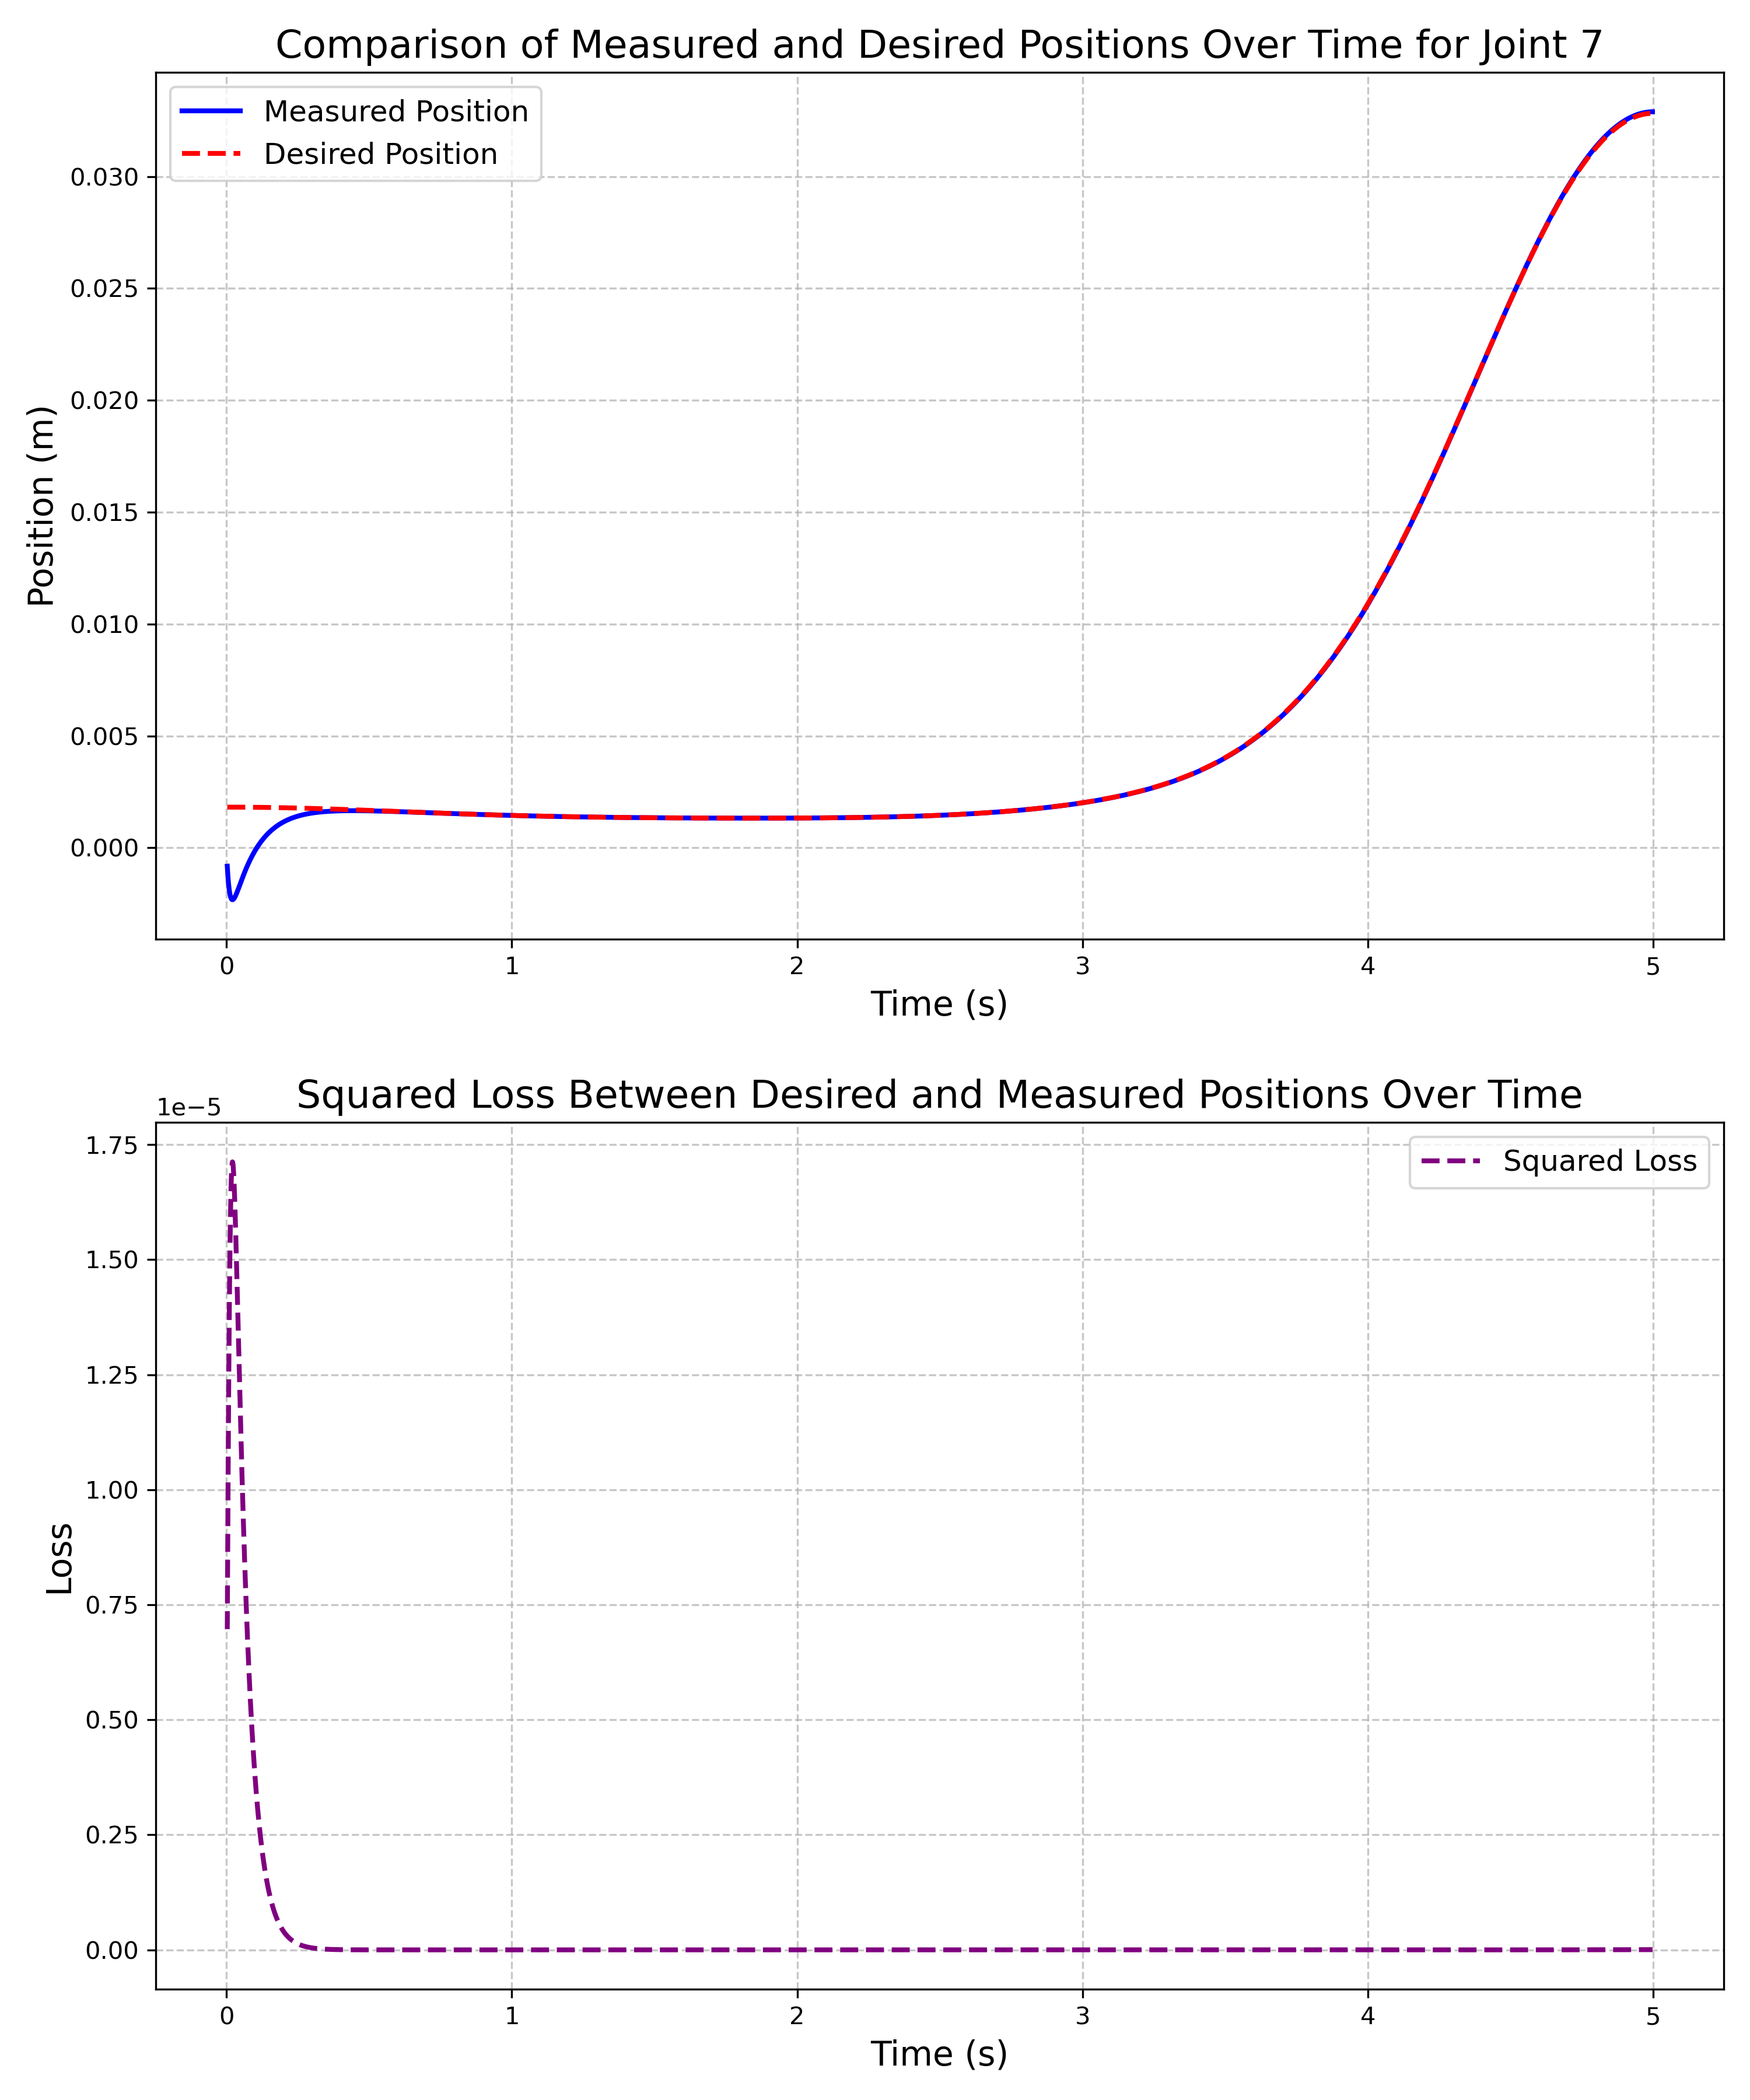 Comparison of Measured and Desired Positions Over Time for Joint 7
Measured Position
Desired Position
Position (m)
0.030
0.025
0.020
0.015
0.010
0.005
0.000
0 1 2 3 4 5
Time (s)
Squared Loss Between Desired and Measured Positions Over Time
1e−5
Squared Loss
Loss
1.75
1.50
1.25
1.00
0.75
0.50
0.25
0.00
0 1 2 3 4 5
Time (s)